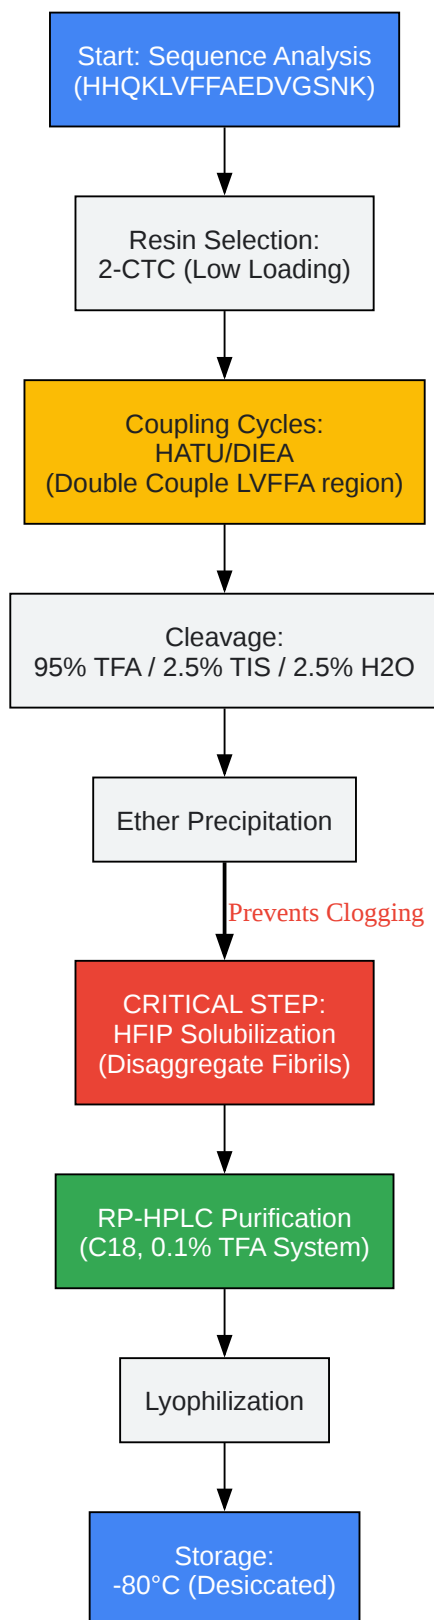 Start: Sequence Analysis
(HHQKLVFFAEDVGSNK)
Resin Selection:
2-CTC (Low Loading)
Coupling Cycles:
HATU/DIEA
(Double Couple LVFFA region)
Cleavage:
95% TFA / 2.5% TIS / 2.5% H2O
Ether Precipitation
Prevents Clogging
CRITICAL STEP:
HFIP Solubilization
(Disaggregate Fibrils)
RP-HPLC Purification
(C18, 0.1% TFA System)
Lyophilization
Storage:
-80°C (Desiccated)